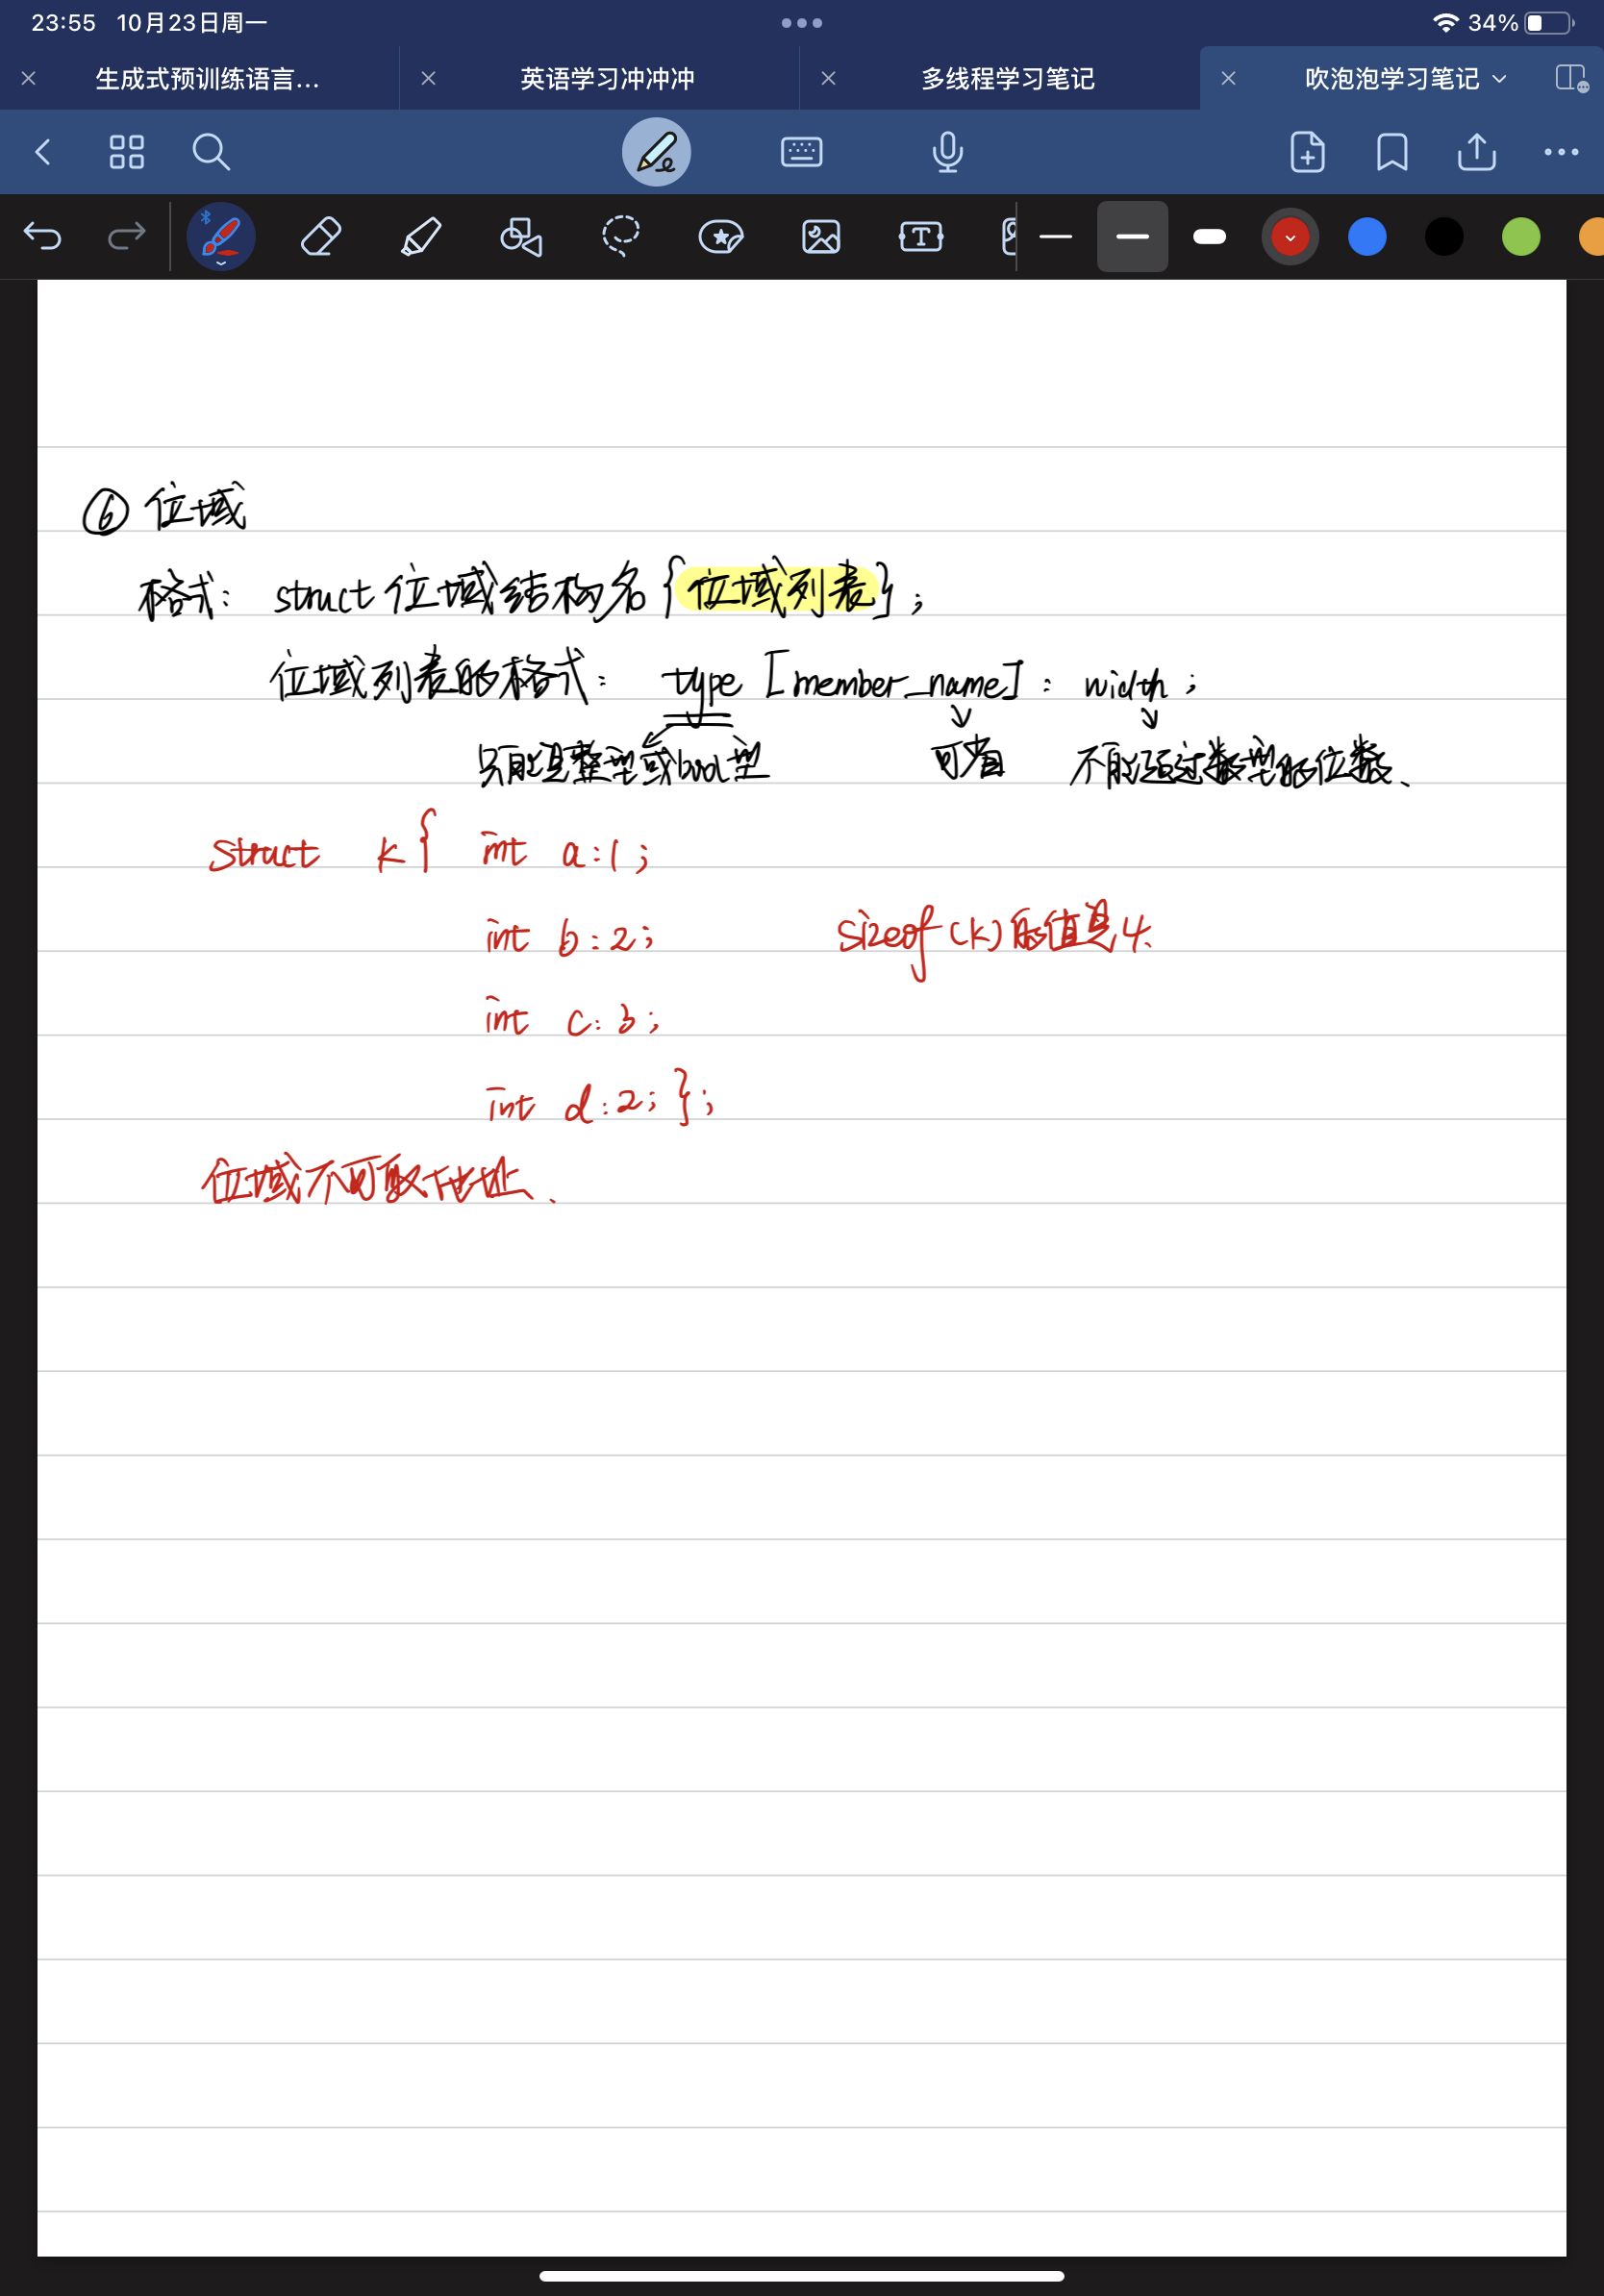 23:55 10月23日周一
34%
生成式预训练语言... 英语学习冲冲冲 多线程学习笔记 吹泡泡学习笔记
⑥ 位域
格式: struct 位域结构名 {位域列表};
位域列表的格式: type [member_name] : width ;
只能是整型或bool型 可省 不能超过类型的位数、
struct k { int a:1;
int b:2; sizeof(k)的值是4、
int c:3;
int d:2; };
位域不可取地址、